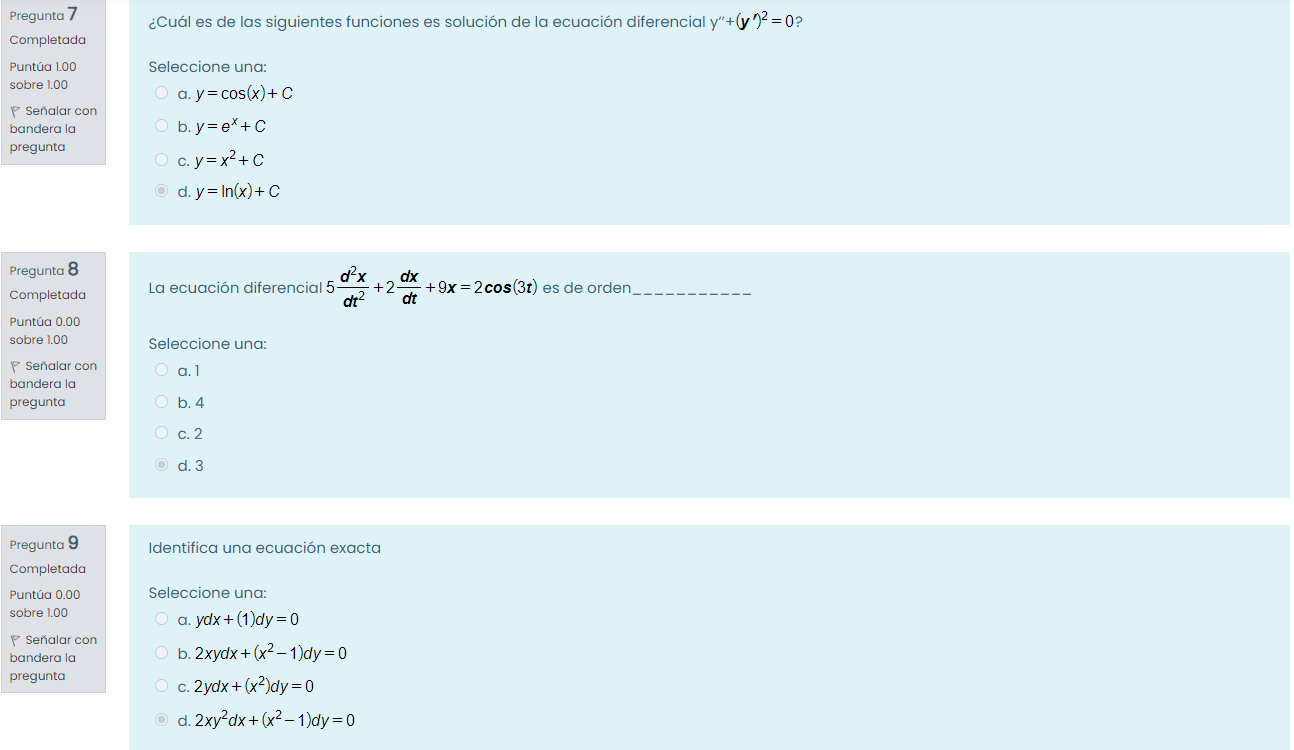 Pregunta 7
Completada
Puntúa 1.00
sobre 1.00
Señalar con
bandera la
pregunta
¿Cuál es de las siguientes funciones es solución de la ecuación diferencial y″+(y′)² = 0?
Seleccione una:
a. y = cos(x) + C
b. y = eˣ + C
c. y = x² + C
d. y = ln(x) + C
Pregunta 8
Completada
Puntúa 0.00
sobre 1.00
Señalar con
bandera la
pregunta
La ecuación diferencial 5 d²x/dt² + 2 dx/dt + 9x = 2cos(3t) es de orden___________
Seleccione una:
a. 1
b. 4
c. 2
d. 3
Pregunta 9
Completada
Puntúa 0.00
sobre 1.00
Señalar con
bandera la
pregunta
Identifica una ecuación exacta
Seleccione una:
a. ydx + (1)dy = 0
b. 2xydx + (x² − 1)dy = 0
c. 2ydx + (x²)dy = 0
d. 2xy²dx + (x² − 1)dy = 0